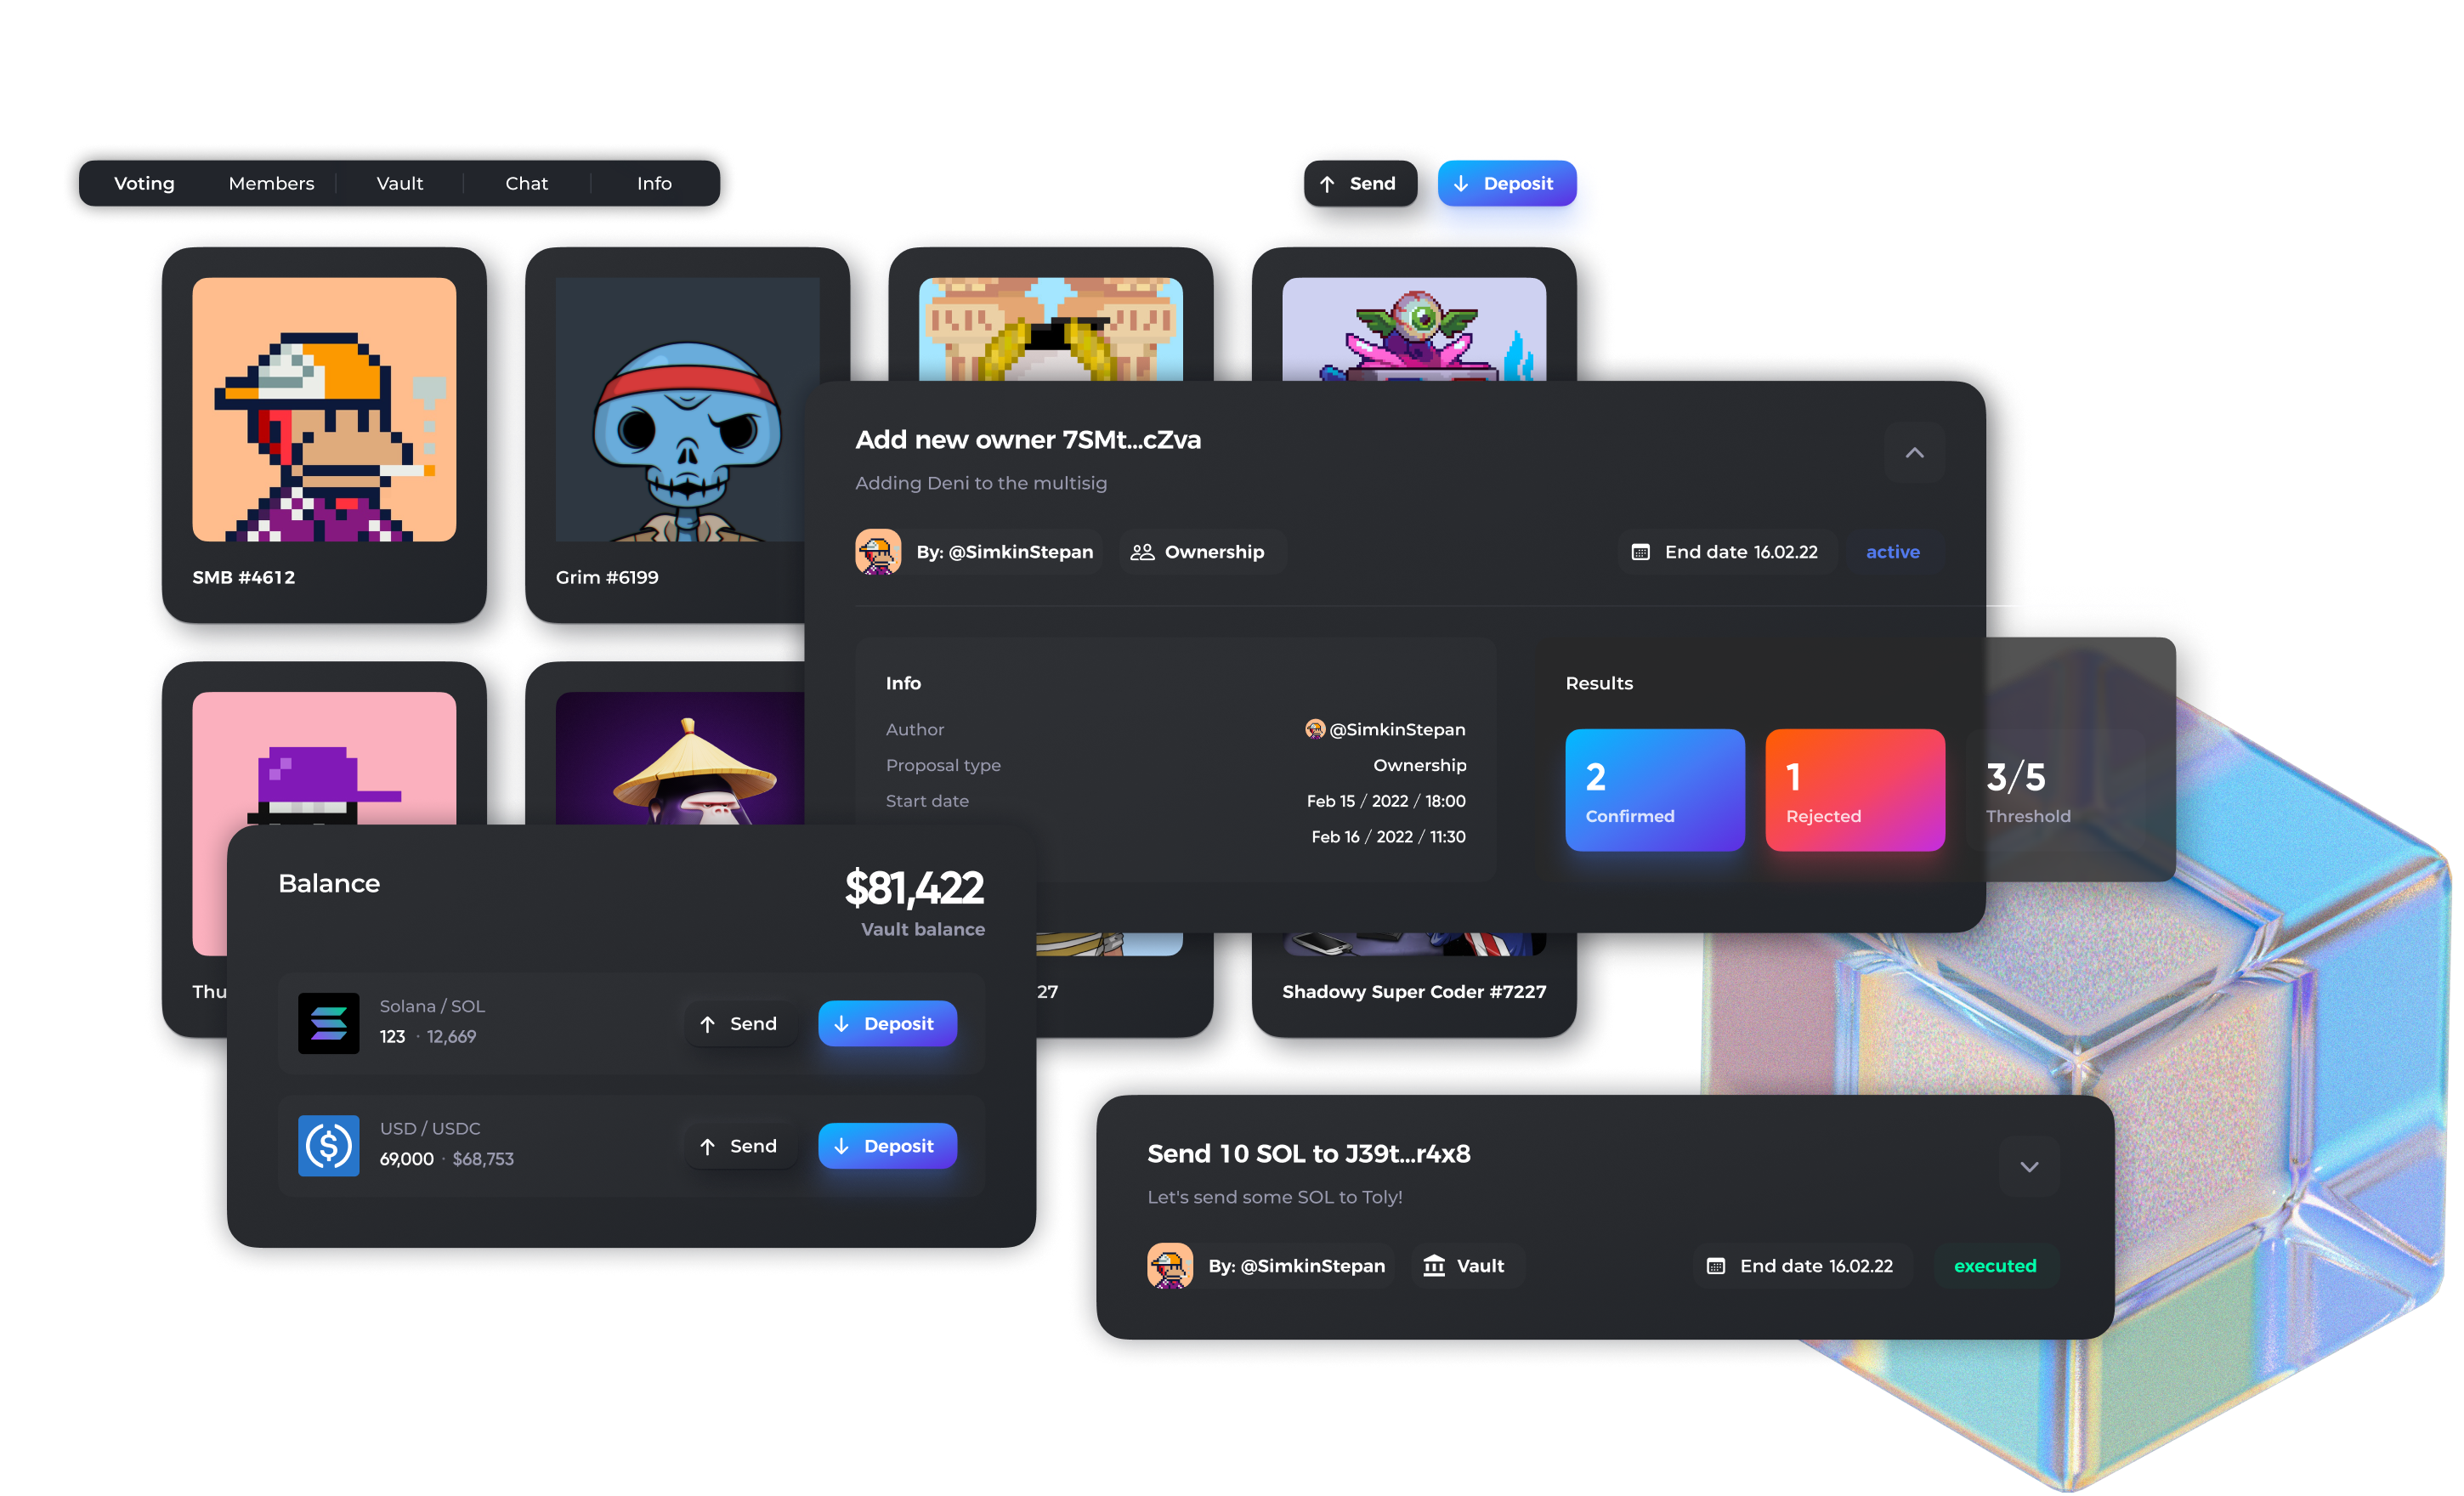 Voting Members Vault Chat Info
Send Deposit
SMB #4612
Grim #6199
Add new owner 7SMt...cZva
Adding Deni to the multisig
By: @SimkinStepan Ownership End date 16.02.22 active
Info
Author @SimkinStepan
Proposal type Ownership
Start date Feb 15 / 2022 / 18:00
Feb 16 / 2022 / 11:30
Results
2 1 3/5
Confirmed Rejected Threshold
Thu
27
Shadowy Super Coder #7227
Balance $81,422
Vault balance
Solana / SOL
123 · 12,669
Send Deposit
USD / USDC
69,000 · $68,753
Send Deposit
Send 10 SOL to J39t...r4x8
Let's send some SOL to Toly!
By: @SimkinStepan Vault End date 16.02.22 executed